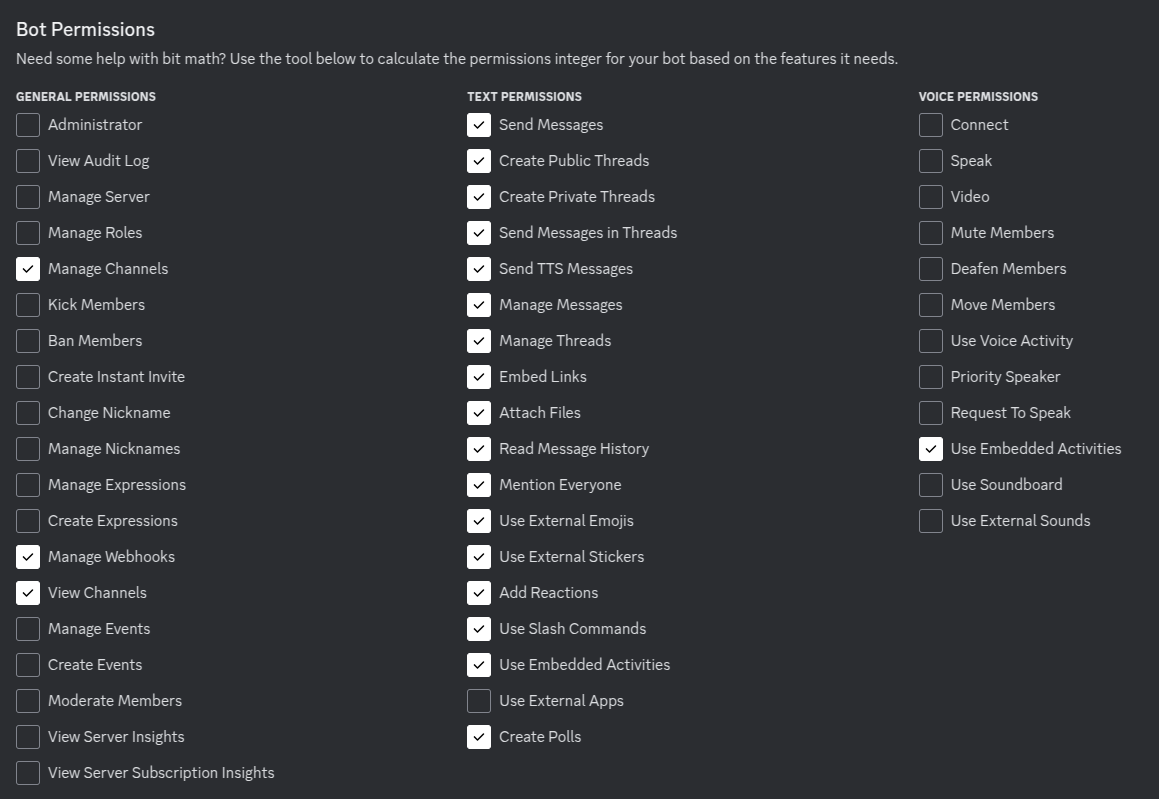 Bot Permissions
Need some help with bit math? Use the tool below to calculate the permissions integer for your bot based on the features it needs.
GENERAL PERMISSIONS
Administrator
View Audit Log
Manage Server
Manage Roles
Manage Channels
Kick Members
Ban Members
Create Instant Invite
Change Nickname
Manage Nicknames
Manage Expressions
Create Expressions
Manage Webhooks
View Channels
Manage Events
Create Events
Moderate Members
View Server Insights
View Server Subscription Insights
TEXT PERMISSIONS
Send Messages
Create Public Threads
Create Private Threads
Send Messages in Threads
Send TTS Messages
Manage Messages
Manage Threads
Embed Links
Attach Files
Read Message History
Mention Everyone
Use External Emojis
Use External Stickers
Add Reactions
Use Slash Commands
Use Embedded Activities
Use External Apps
Create Polls
VOICE PERMISSIONS
Connect
Speak
Video
Mute Members
Deafen Members
Move Members
Use Voice Activity
Priority Speaker
Request To Speak
Use Embedded Activities
Use Soundboard
Use External Sounds